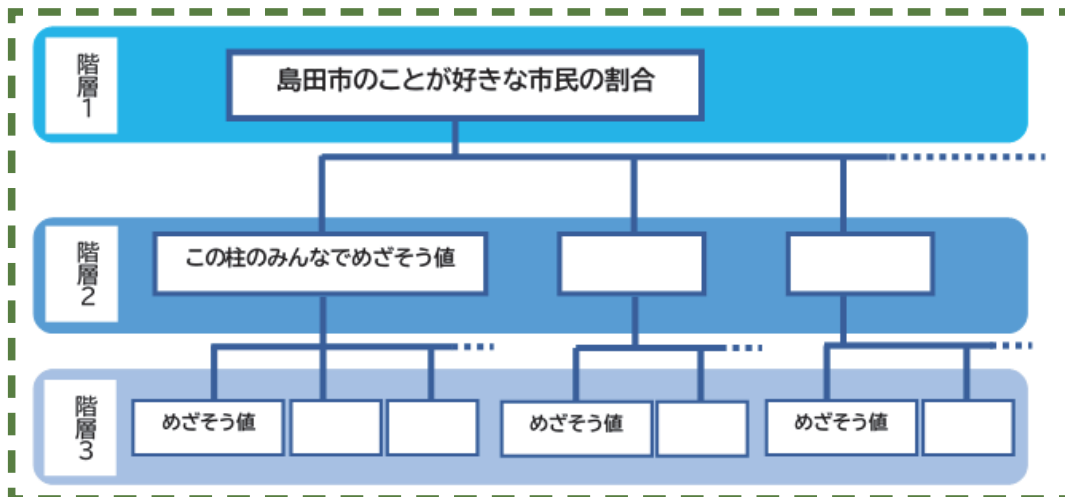 階層1
島田市のことが好きな市民の割合
階層2
この柱のみんなでめざそう値
階層3
めざそう値
めざそう値
めざそう値